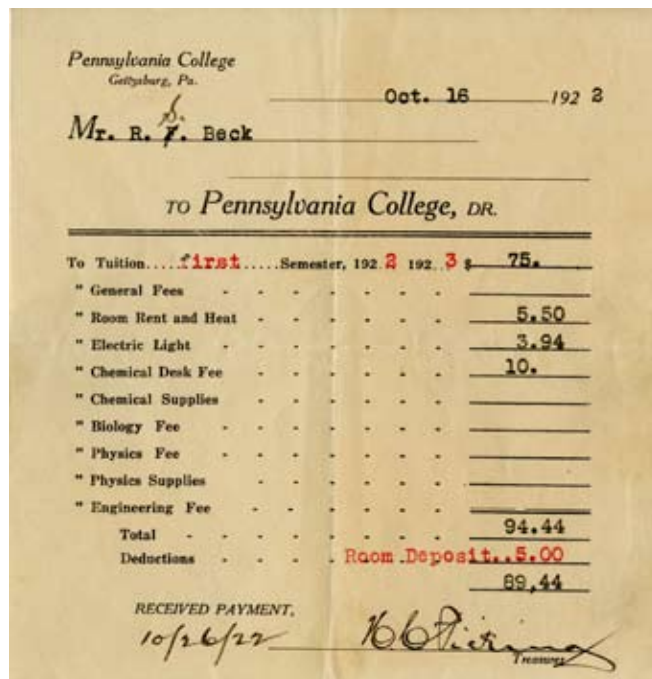 Pennsylvania College
Gettysburg, Pa.
Oct. 16 192 2
S.
Mr. R. F. Beck
TO Pennsylvania College, DR.
To Tuition.....first.....Semester, 192 2 192 3 $ 75.
" General Fees - - - - - - -
" Room Rent and Heat - - - - - - 5.50
" Electric Light - - - - - - - 3.94
" Chemical Desk Fee - - - - - - 10.
" Chemical Supplies - - - - - -
" Biology Fee - - - - - - -
" Physics Fee - - - - - - -
" Physics Supplies - - - - - -
" Engineering Fee - - - - - -
Total - - - - - - - - 94.44
Deductions - - - - Room Deposit..5.00
89,44
RECEIVED PAYMENT,
10/26/22
Treasurer